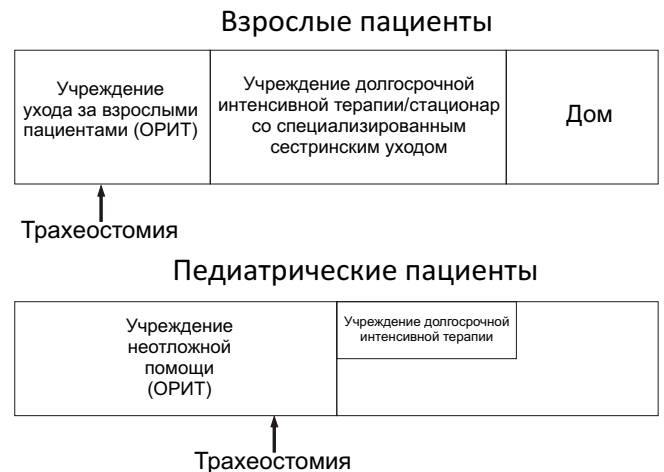 Взрослые пациенты
Учреждение
ухода за взрослыми
пациентами (ОРИТ)
Учреждение долгосрочной
интенсивной терапии/стационар
со специализированным
сестринским уходом
Дом
Трахеостомия
Педиатрические пациенты
Учреждение
неотложной
помощи
(ОРИТ)
Учреждение долгосрочной
интенсивной терапии
Трахеостомия